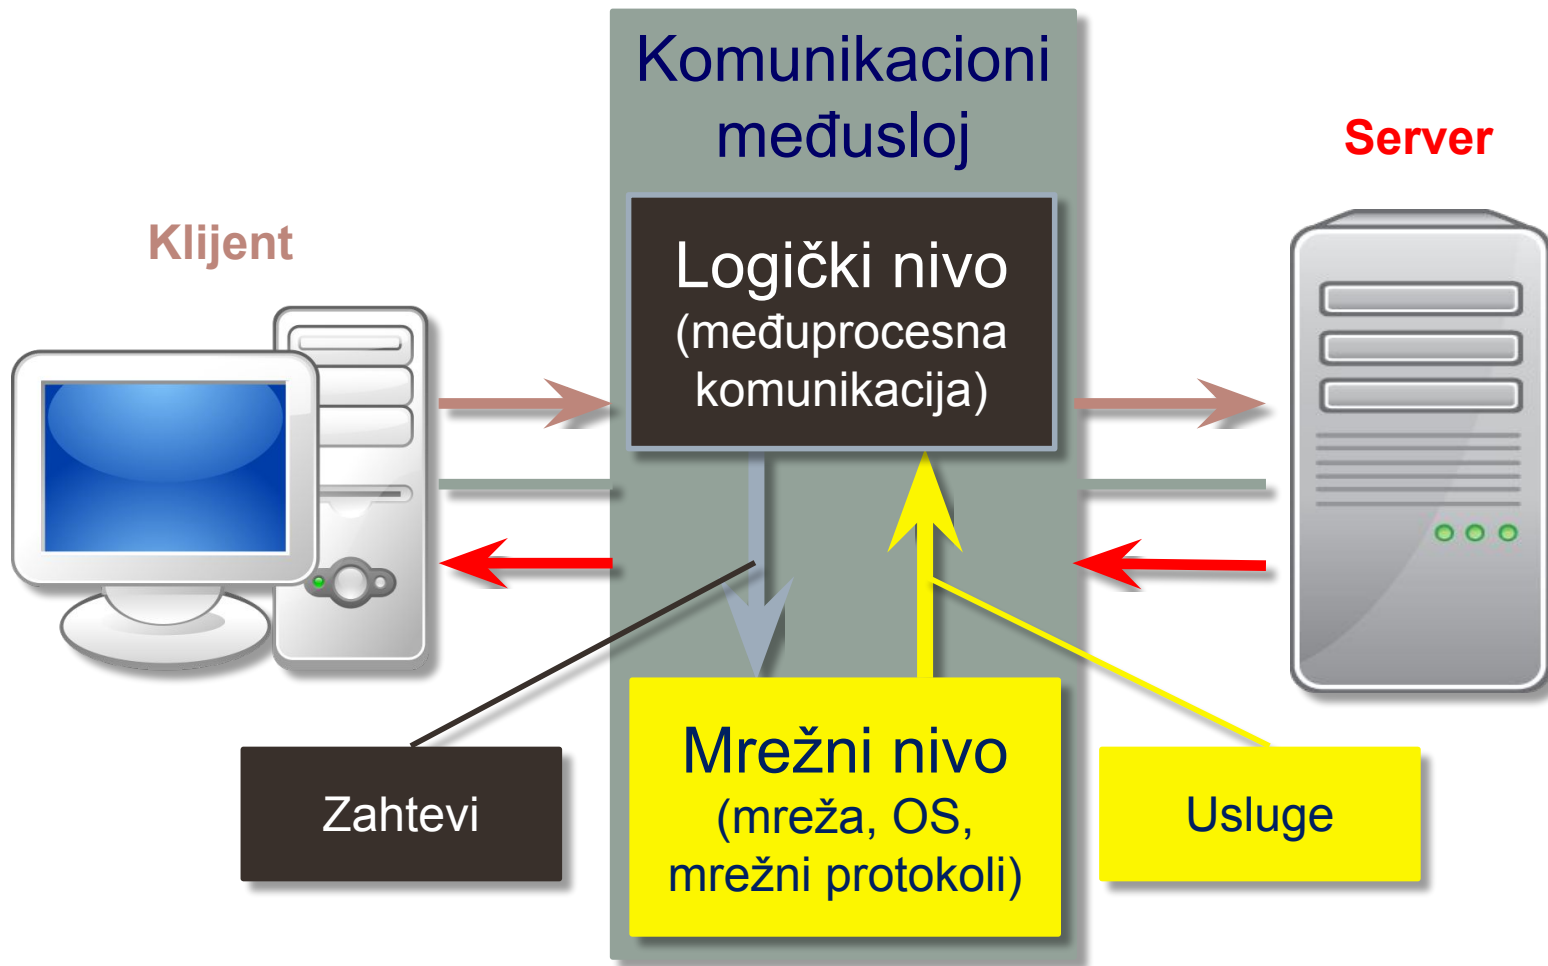 Komunikacioni
međusloj
Server
Klijent
Logički nivo
(međuprocesna
komunikacija)
Zahtevi
Mrežni nivo
(mreža, OS,
mrežni protokoli)
Usluge